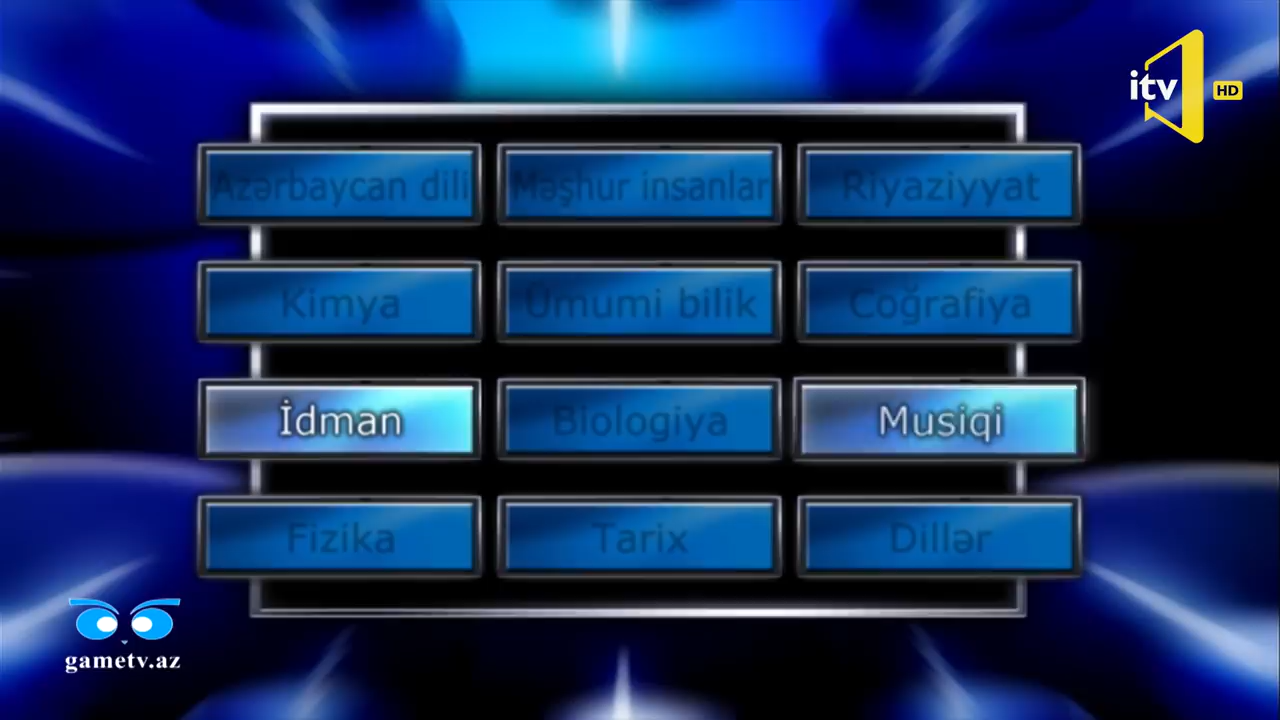 itv HD
Azərbaycan dili Məşhur insanlar Riyaziyyat
Kimya Ümumi bilik Coğrafiya
İdman Biologiya Musiqi
Fizika Tarix Dillər
gametv.az